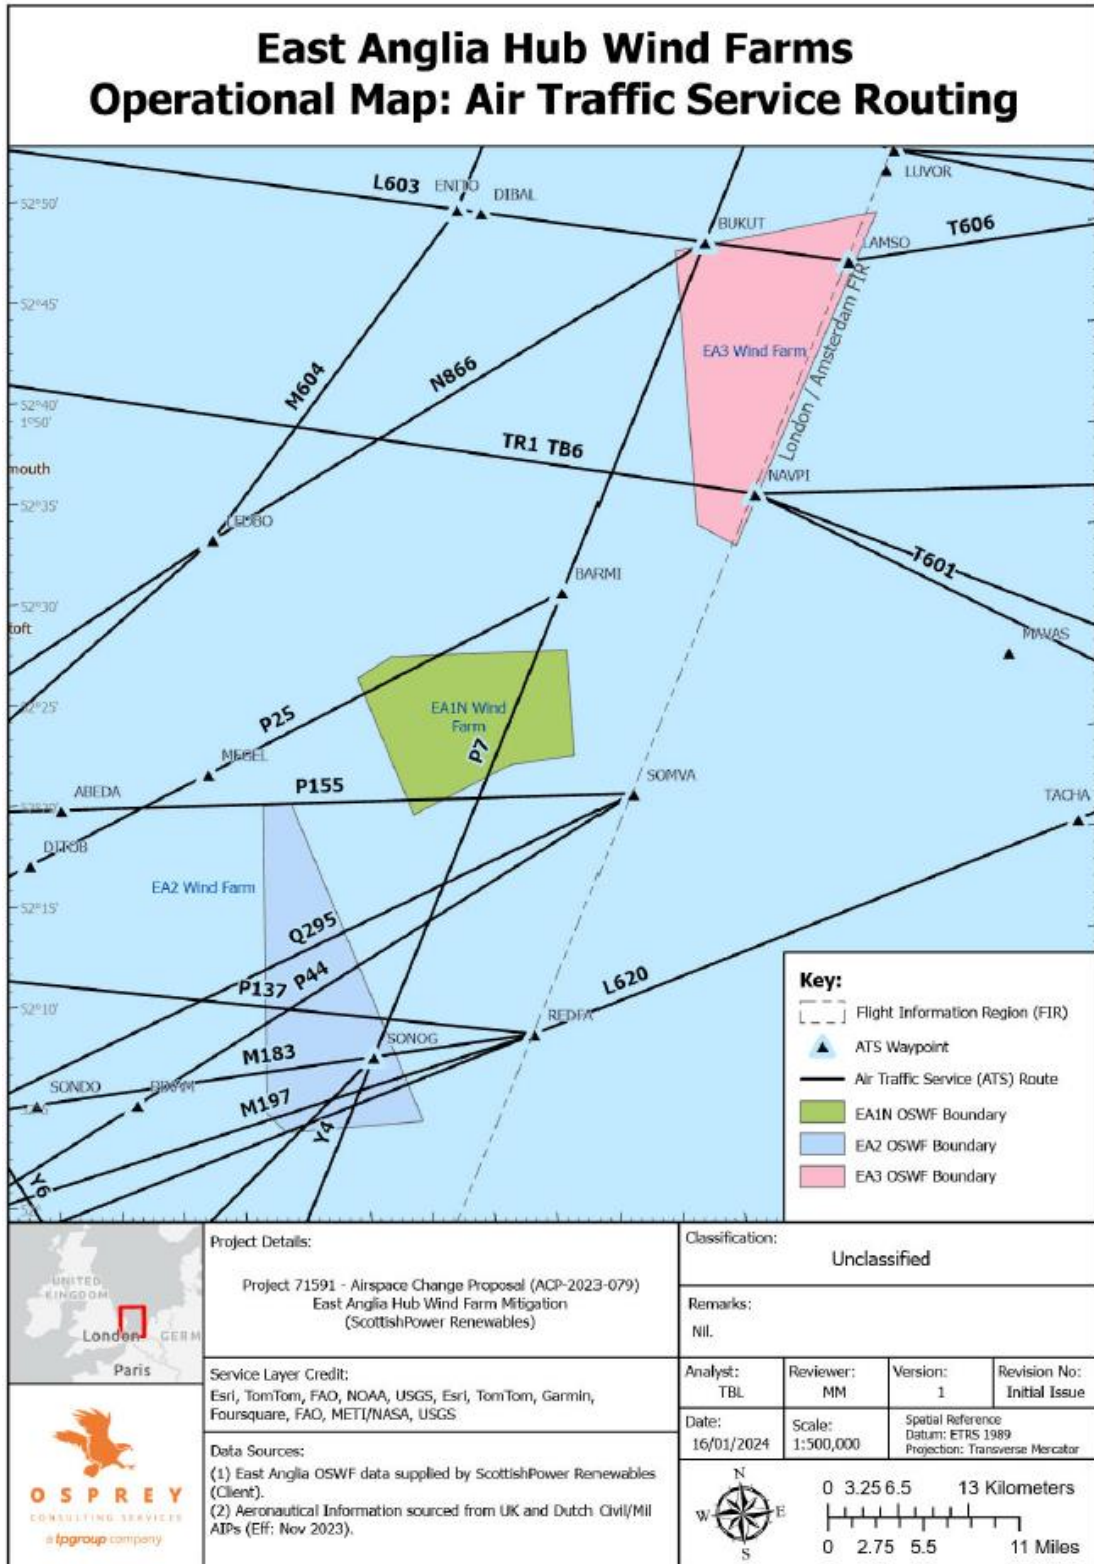 East Anglia Hub Wind Farms
Operational Map: Air Traffic Service Routing
LUVOR
L603
ENITO
DIBAL
52°50'
BUKUT
T606
LAMSO
52°45'
EA3 Wind Farm
London / Amsterdam FIR
M604
N866
52°40'
1°50'
TR1 TB6
mouth
NAVPI
52°35'
LEDBO
T601
BARMI
52°30'
toft
MAVAS
52°25'
EA1N Wind
Farm
P25
P7
MEGEL
P155
SOMVA
ABEDA
TACHA
52°20'
DITOB
EA2 Wind Farm
52°15'
Q295
P44
P137
L620
52°10'
REDFA
SONOG
M183
SONDO
M197
Y4
Y6
Key:
Flight Information Region (FIR)
ATS Waypoint
Air Traffic Service (ATS) Route
EA1N OSWF Boundary
EA2 OSWF Boundary
EA3 OSWF Boundary
UNITED
KINGDOM
London
GERM
Paris
Project Details:
Project 71591 - Airspace Change Proposal (ACP-2023-079)
East Anglia Hub Wind Farm Mitigation
(ScottishPower Renewables)
Classification:
Unclassified
Remarks:
Nil.
Service Layer Credit:
Esri, TomTom, FAO, NOAA, USGS, Esri, TomTom, Garmin,
Foursquare, FAO, METI/NASA, USGS
Analyst:
TBL
Reviewer:
MM
Version:
1
Revision No:
Initial Issue
Date:
16/01/2024
Scale:
1:500,000
Spatial Reference
Datum: ETRS 1989
Projection: Transverse Mercator
Data Sources:
(1) East Anglia OSWF data supplied by ScottishPower Renewables
(Client).
(2) Aeronautical Information sourced from UK and Dutch Civil/Mil
AIPs (Eff: Nov 2023).
OSPREY
CONSULTING SERVICES
a tpgroup company
N
W
E
S
0 3.25 6.5 13 Kilometers
0 2.75 5.5 11 Miles